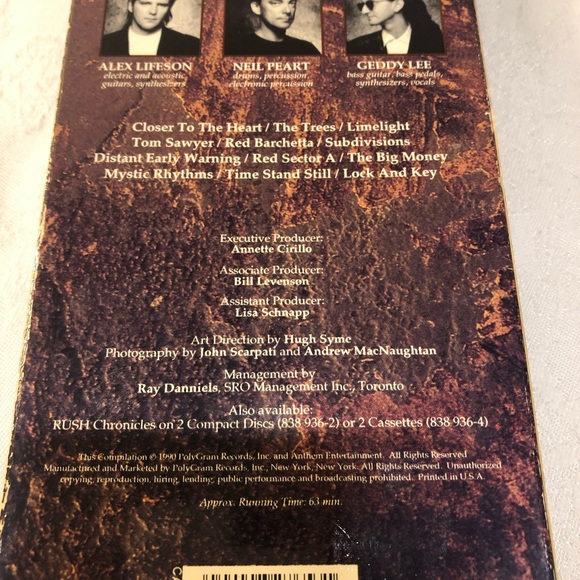 ALEX LIFESON
electric and acoustic
guitars, synthesizers
NEIL PEART
drums, percussion,
electronic percussion
GEDDY LEE
bass guitar, bass pedals,
synthesizers, vocals
Closer To The Heart / The Trees / Limelight
Tom Sawyer / Red Barchetta / Subdivisions
Distant Early Warning / Red Sector A / The Big Money
Mystic Rhythms / Time Stand Still / Lock And Key
Executive Producer:
Annette Cirillo
Associate Producer:
Bill Levenson
Assistant Producer:
Lisa Schnapp
Art Direction by Hugh Syme
Photography by John Scarpati and Andrew MacNaughtan
Management by
Ray Danniels, SRO Management Inc., Toronto
Also available:
RUSH Chronicles on 2 Compact Discs (838 936-2) or 2 Cassettes (838 936-4)
This Compilation © 1990 PolyGram Records, Inc. and Anthem Entertainment. All Rights Reserved
Manufactured and Marketed by PolyGram Records, Inc., New York, New York. All Rights Reserved. Unauthorized
copying, reproduction, hiring, lending, public performance and broadcasting prohibited. Printed in U.S.A.
Approx. Running Time: 63 min.